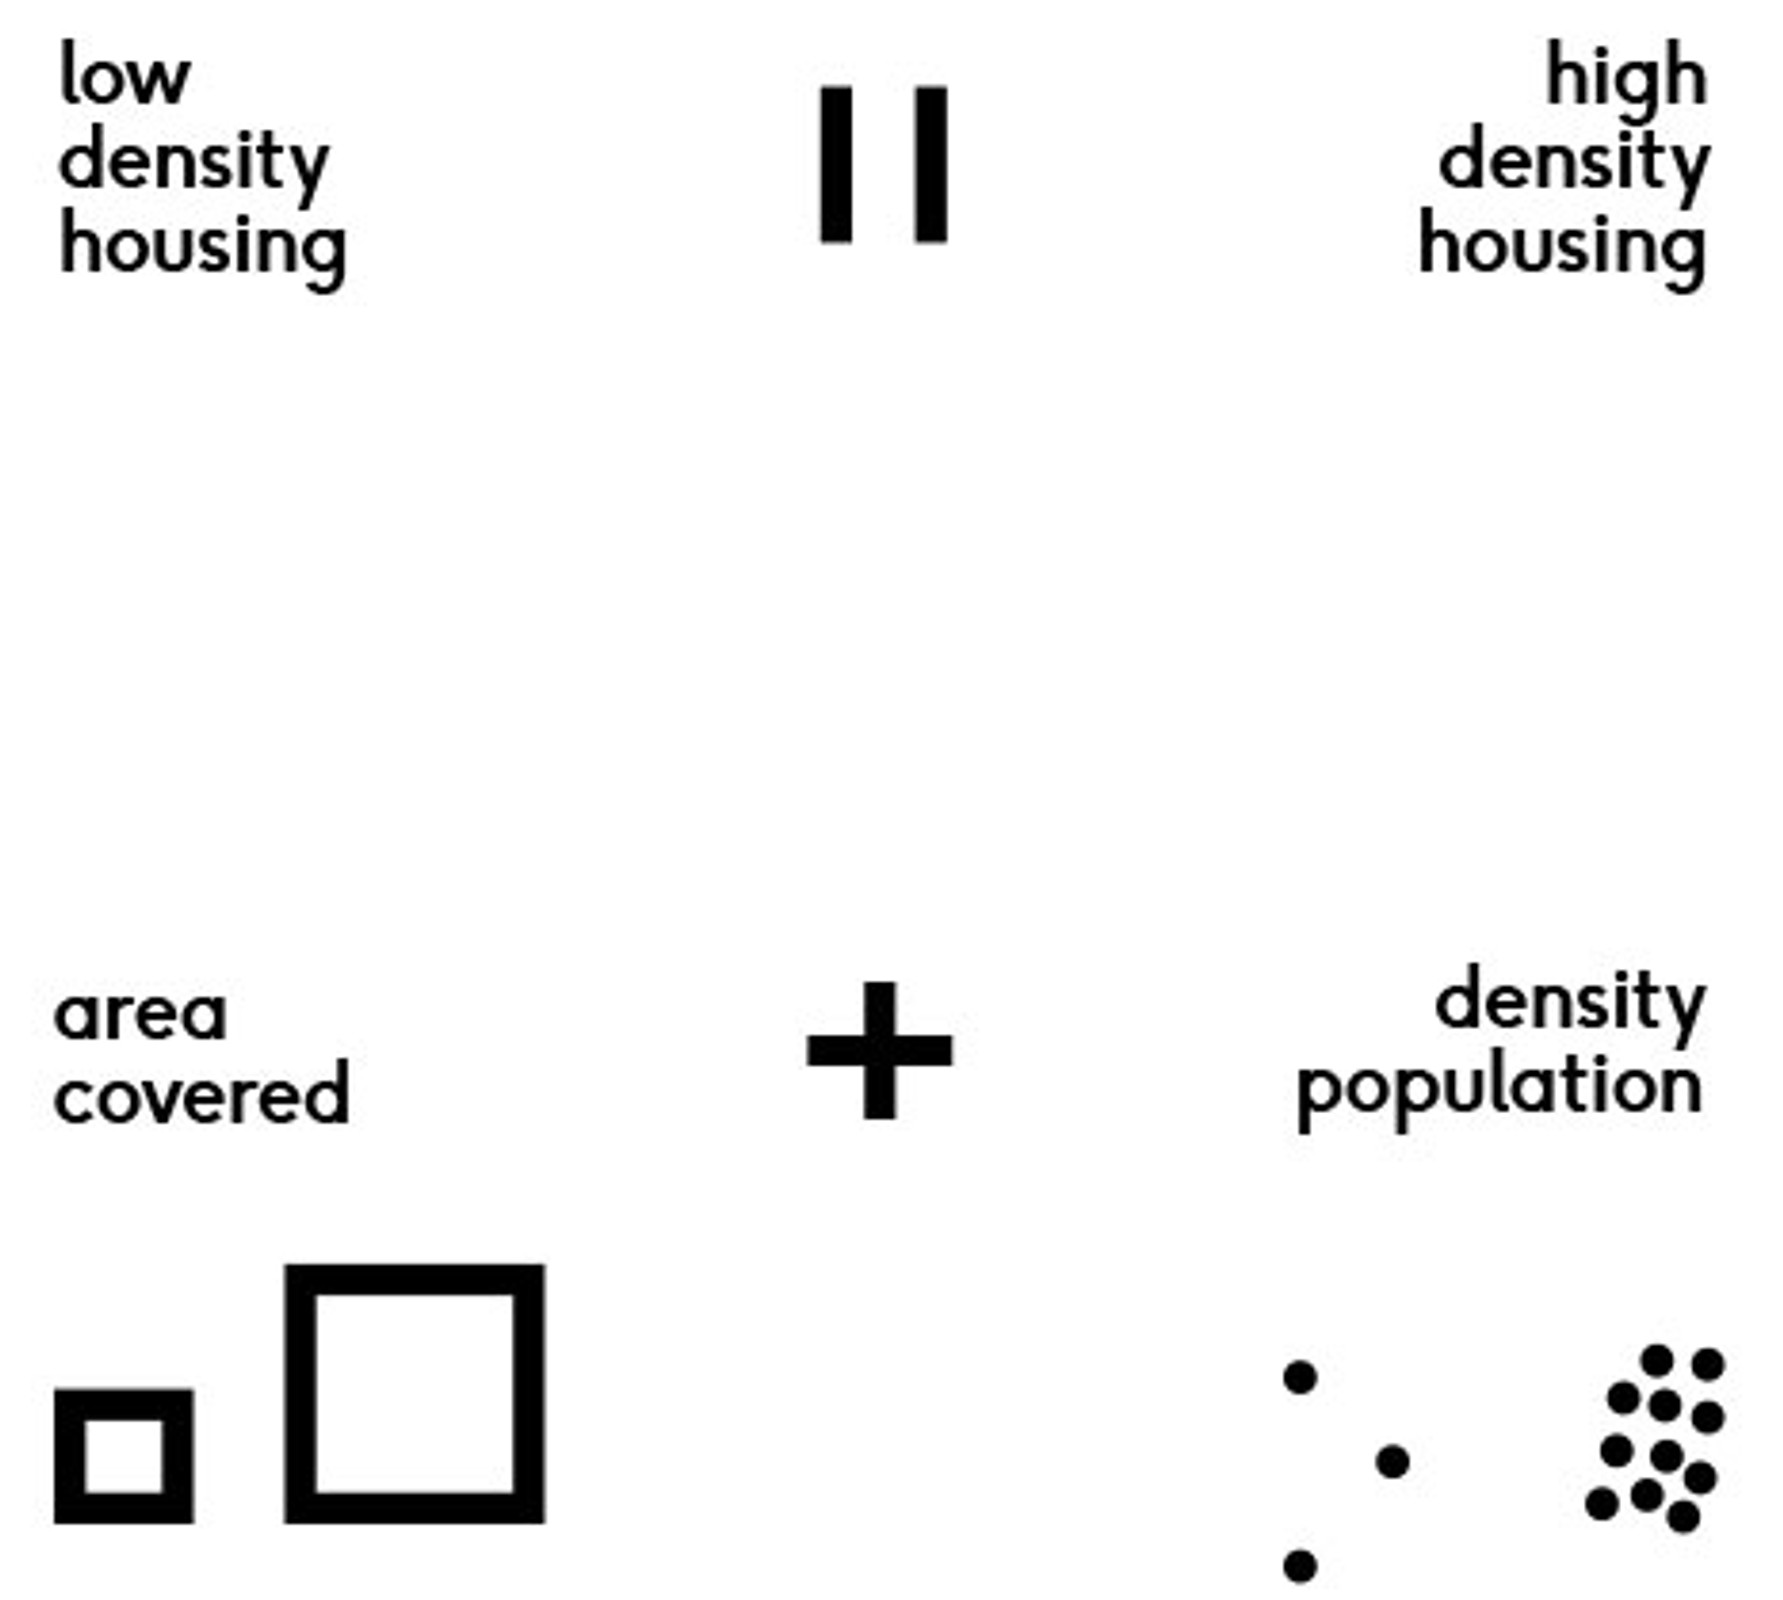 low
density
housing
high
density
housing
area
covered
density
population